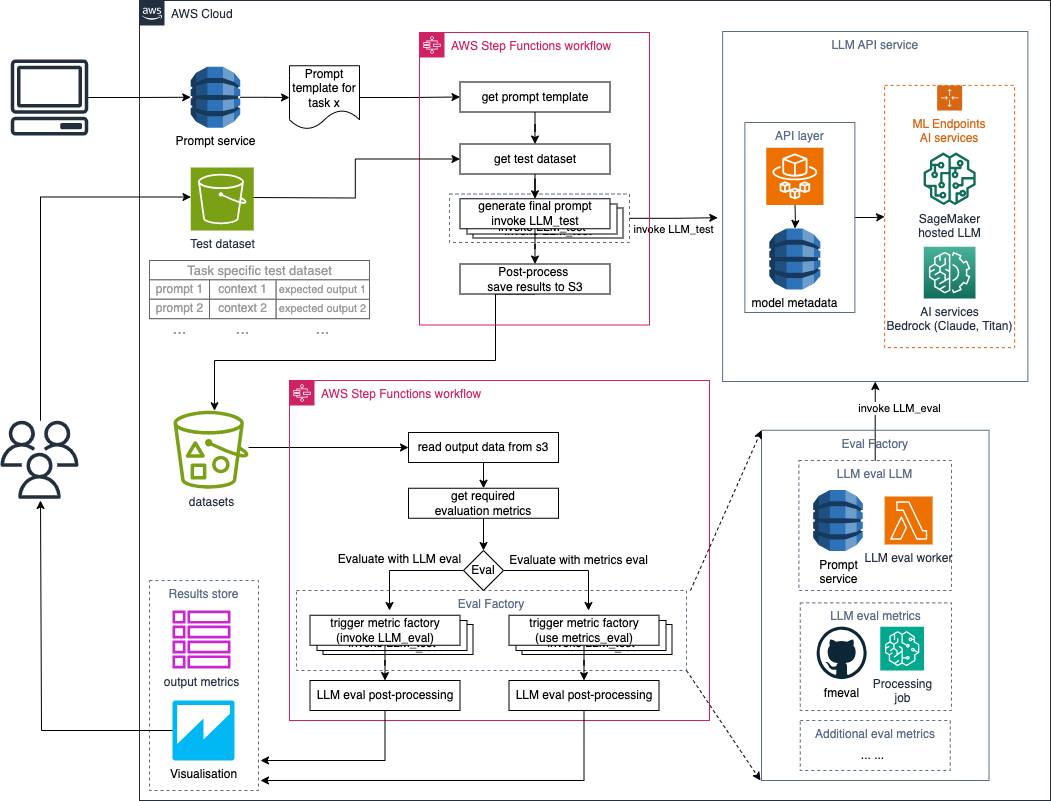 aws
AWS Cloud
Prompt service
Prompt
template for
task x
Test dataset
Task specific test dataset
prompt 1
context 1
expected output 1
prompt 2
context 2
expected output 2
...
...
...
AWS Step Functions workflow
get prompt template
get test dataset
generate final prompt
invoke LLM_test
Post-process
save results to S3
invoke LLM_test
LLM API service
API layer
model metadata
ML Endpoints
AI services
SageMaker
hosted LLM
AI services
Bedrock (Claude, Titan)
datasets
AWS Step Functions workflow
read output data from s3
get required
evaluation metrics
Evaluate with LLM eval
Eval
Evaluate with metrics eval
Eval Factory
trigger metric factory
(invoke LLM_eval)
trigger metric factory
(use metrics_eval)
LLM eval post-processing
LLM eval post-processing
Results store
output metrics
Visualisation
invoke LLM_eval
Eval Factory
LLM eval LLM
Prompt
service
LLM eval worker
LLM eval metrics
fmeval
Processing
job
Additional eval metrics
... ...